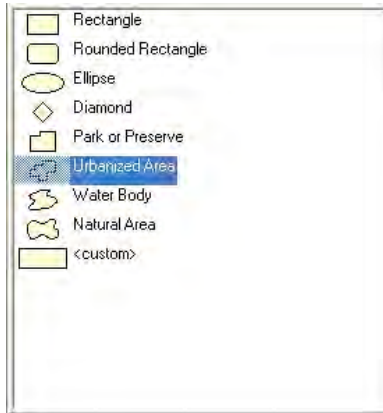 Rectangle
Rounded Rectangle
Ellipse
Diamond
Park or Preserve
Urbanized Area
Water Body
Natural Area
<custom>